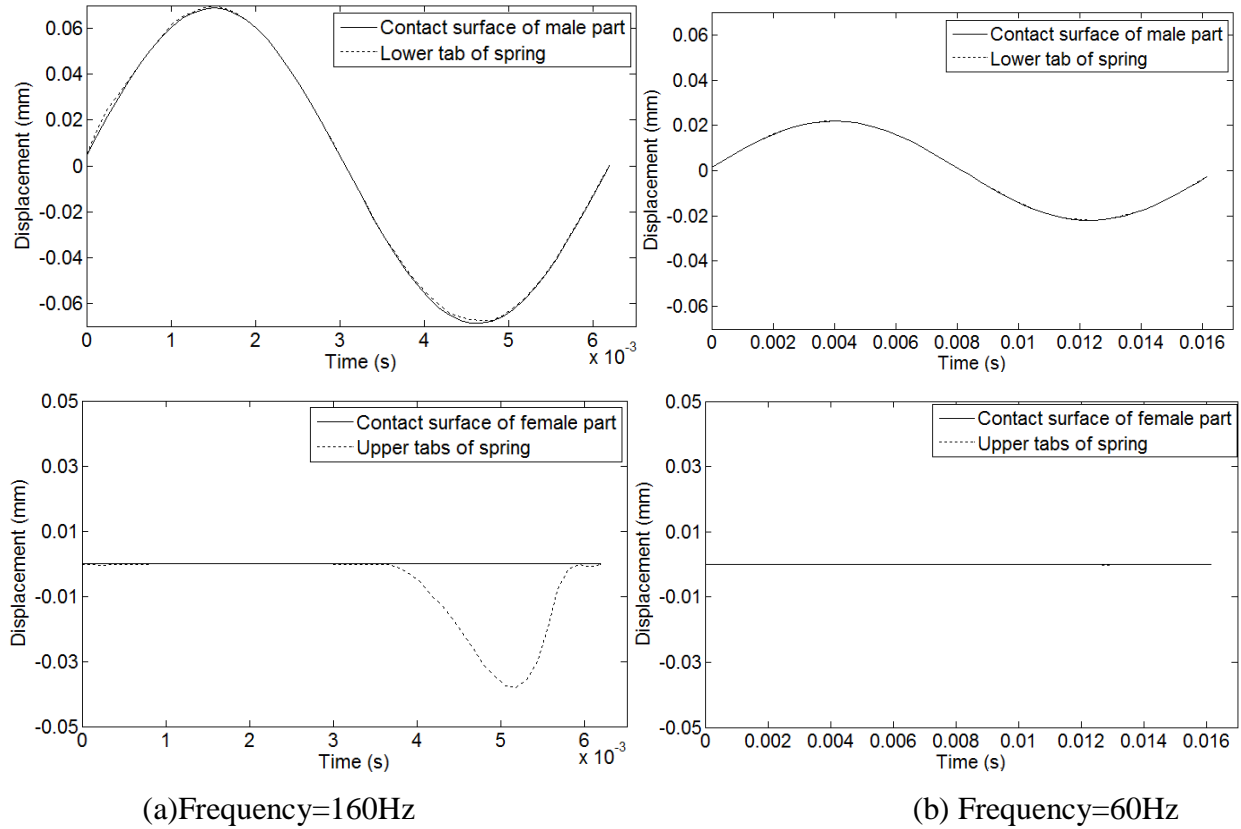 Contact surface of male part
Lower tab of spring
0.06
0.04
0.02
0
-0.02
-0.04
-0.06
Displacement (mm)
0 1 2 3 4 5 6
x 10⁻³
Time (s)
Contact surface of male part
Lower tab of spring
0.06
0.04
0.02
0
-0.02
-0.04
-0.06
Displacement (mm)
0 0.002 0.004 0.006 0.008 0.01 0.012 0.014 0.016
Time (s)
Contact surface of female part
Upper tabs of spring
0.05
0.03
0.01
-0.01
-0.03
-0.05
Displacement (mm)
0 1 2 3 4 5 6
x 10⁻³
Time (s)
Contact surface of female part
Upper tabs of spring
0.05
0.03
0.01
-0.01
-0.03
-0.05
Displacement (mm)
0 0.002 0.004 0.006 0.008 0.01 0.012 0.014 0.016
Time (s)
(a)Frequency=160Hz
(b) Frequency=60Hz